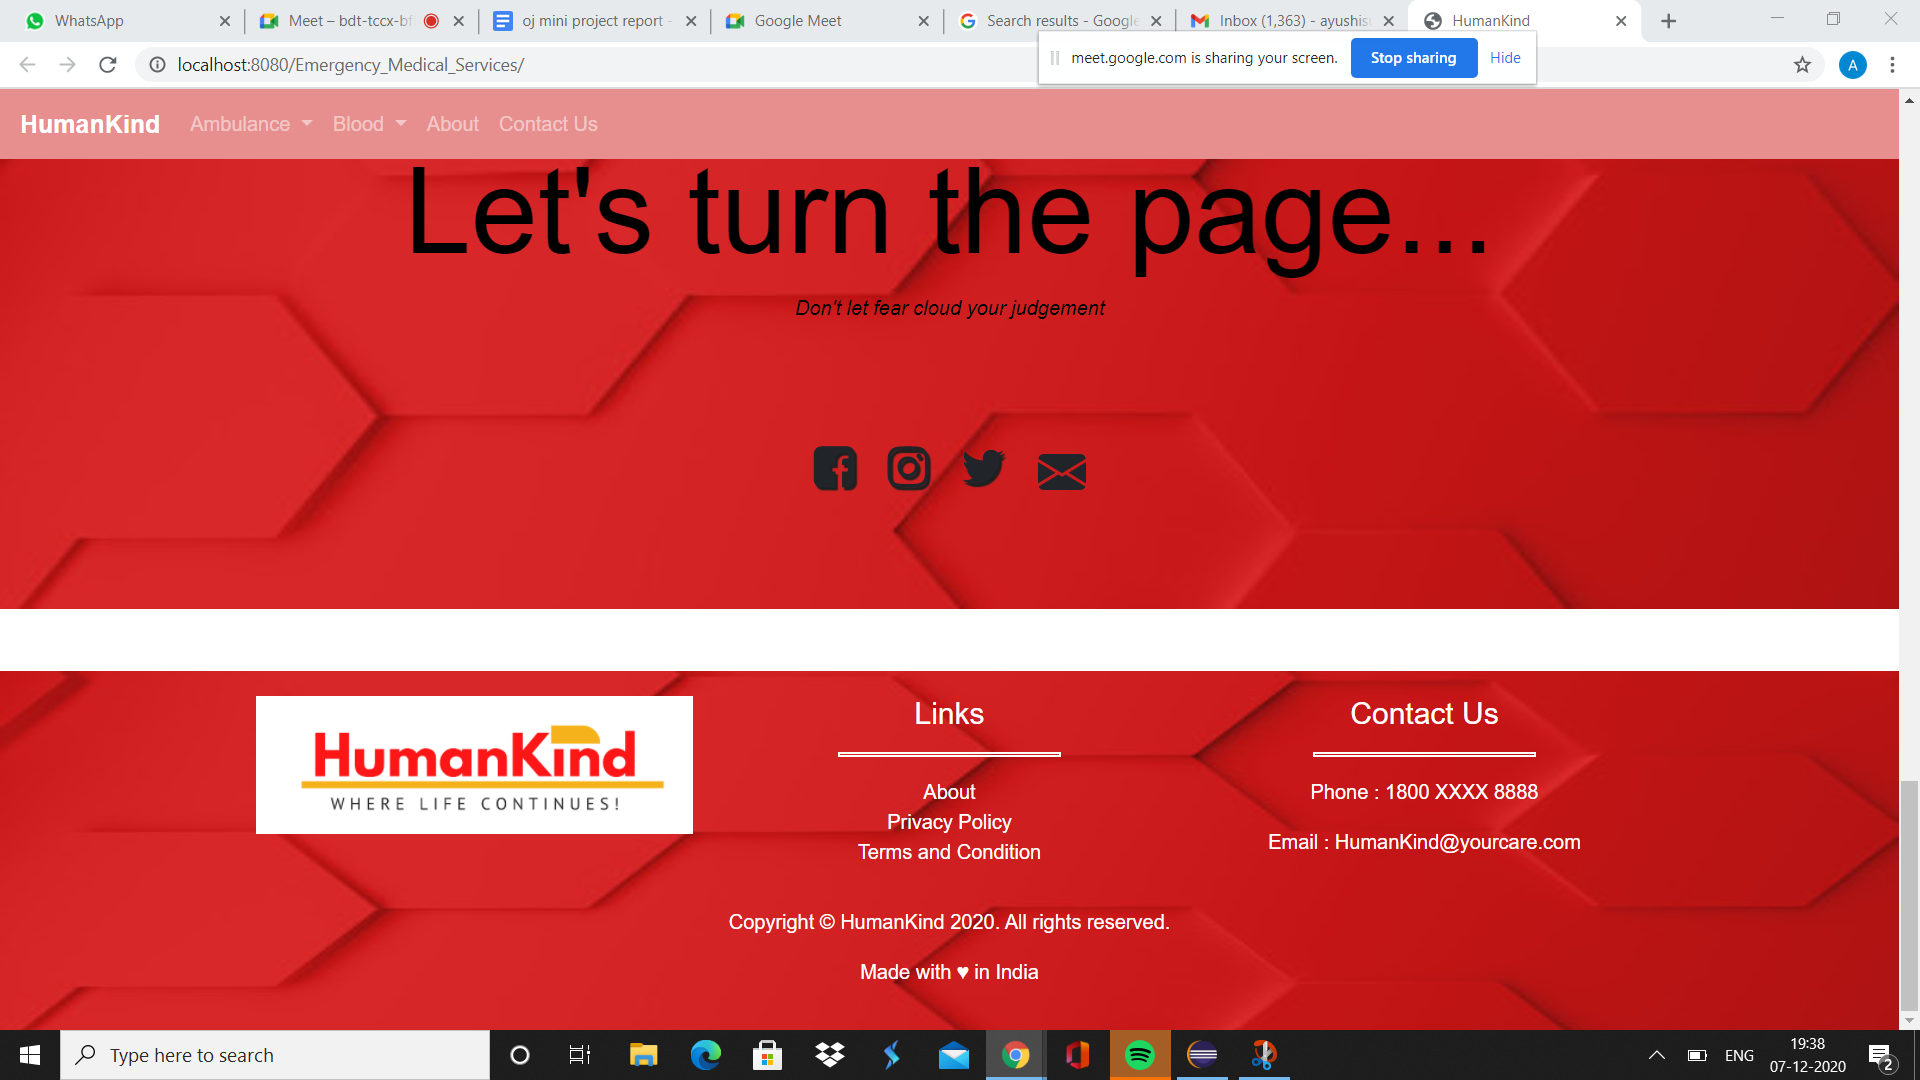 WhatsApp
Meet – bdt-tccx-bf
oj mini project report -
Google Meet
Search results - Google
Inbox (1,363) - ayushis
HumanKind
localhost:8080/Emergency_Medical_Services/
meet.google.com is sharing your screen.
Stop sharing
Hide
A
HumanKind
Ambulance
Blood
About
Contact Us
Let's turn the page...
Don't let fear cloud your judgement
HumanKind
WHERE LIFE CONTINUES!
Links
About
Privacy Policy
Terms and Condition
Contact Us
Phone : 1800 XXXX 8888
Email : HumanKind@yourcare.com
Copyright © HumanKind 2020. All rights reserved.
Made with ♥ in India
Type here to search
ENG
19:38
07-12-2020
2